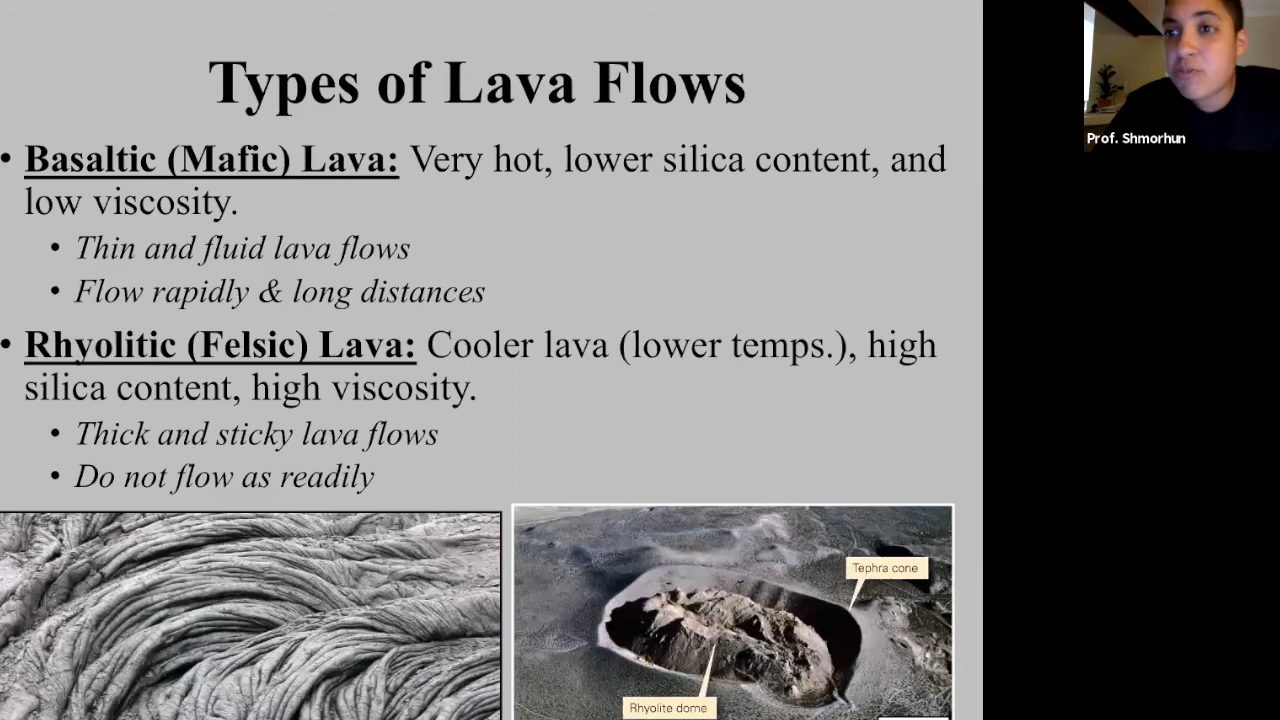 Types of Lava Flows
• Basaltic (Mafic) Lava: Very hot, lower silica content, and
low viscosity.
• Thin and fluid lava flows
• Flow rapidly & long distances
• Rhyolitic (Felsic) Lava: Cooler lava (lower temps.), high
silica content, high viscosity.
• Thick and sticky lava flows
• Do not flow as readily
Tephra cone
Rhyolite dome
Prof. Shmorhun